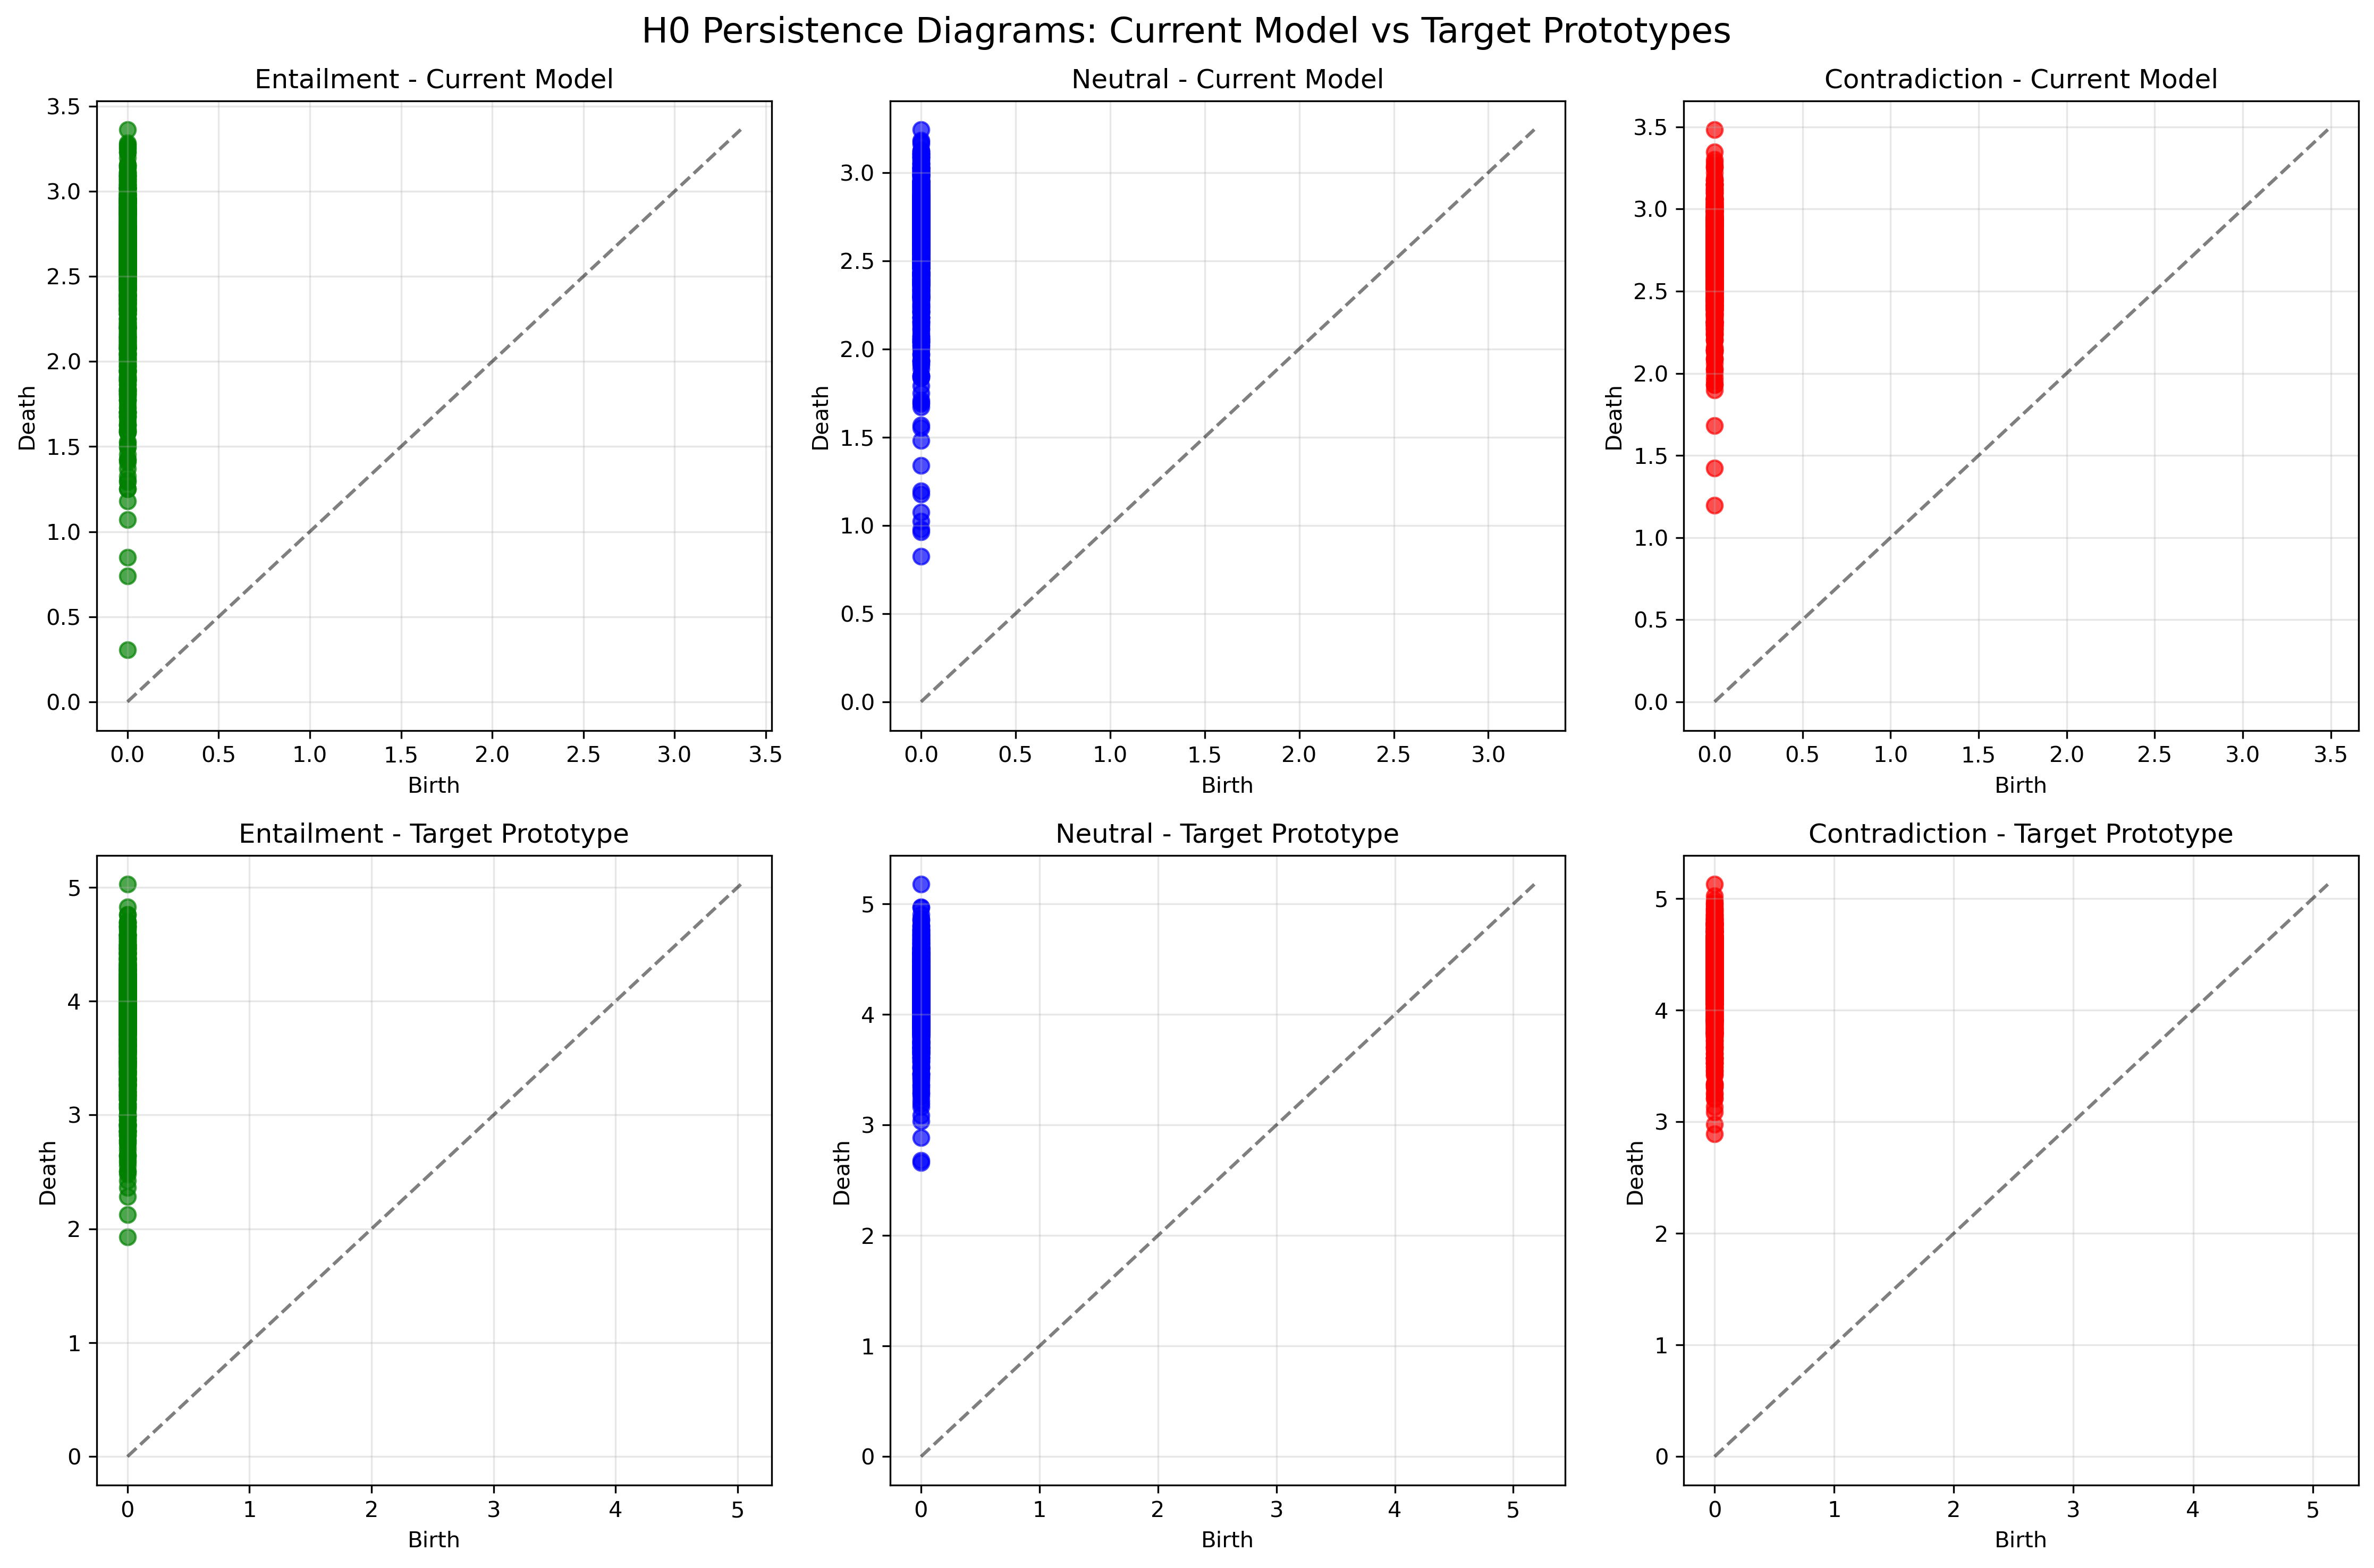 H0 Persistence Diagrams: Current Model vs Target Prototypes
Entailment - Current Model
Death
3.5
3.0
2.5
2.0
1.5
1.0
0.5
0.0
0.0 0.5 1.0 1.5 2.0 2.5 3.0 3.5
Birth
Neutral - Current Model
Death
3.0
2.5
2.0
1.5
1.0
0.5
0.0
0.0 0.5 1.0 1.5 2.0 2.5 3.0
Birth
Contradiction - Current Model
Death
3.5
3.0
2.5
2.0
1.5
1.0
0.5
0.0
0.0 0.5 1.0 1.5 2.0 2.5 3.0 3.5
Birth
Entailment - Target Prototype
Death
5
4
3
2
1
0
0 1 2 3 4 5
Birth
Neutral - Target Prototype
Death
5
4
3
2
1
0
0 1 2 3 4 5
Birth
Contradiction - Target Prototype
Death
5
4
3
2
1
0
0 1 2 3 4 5
Birth